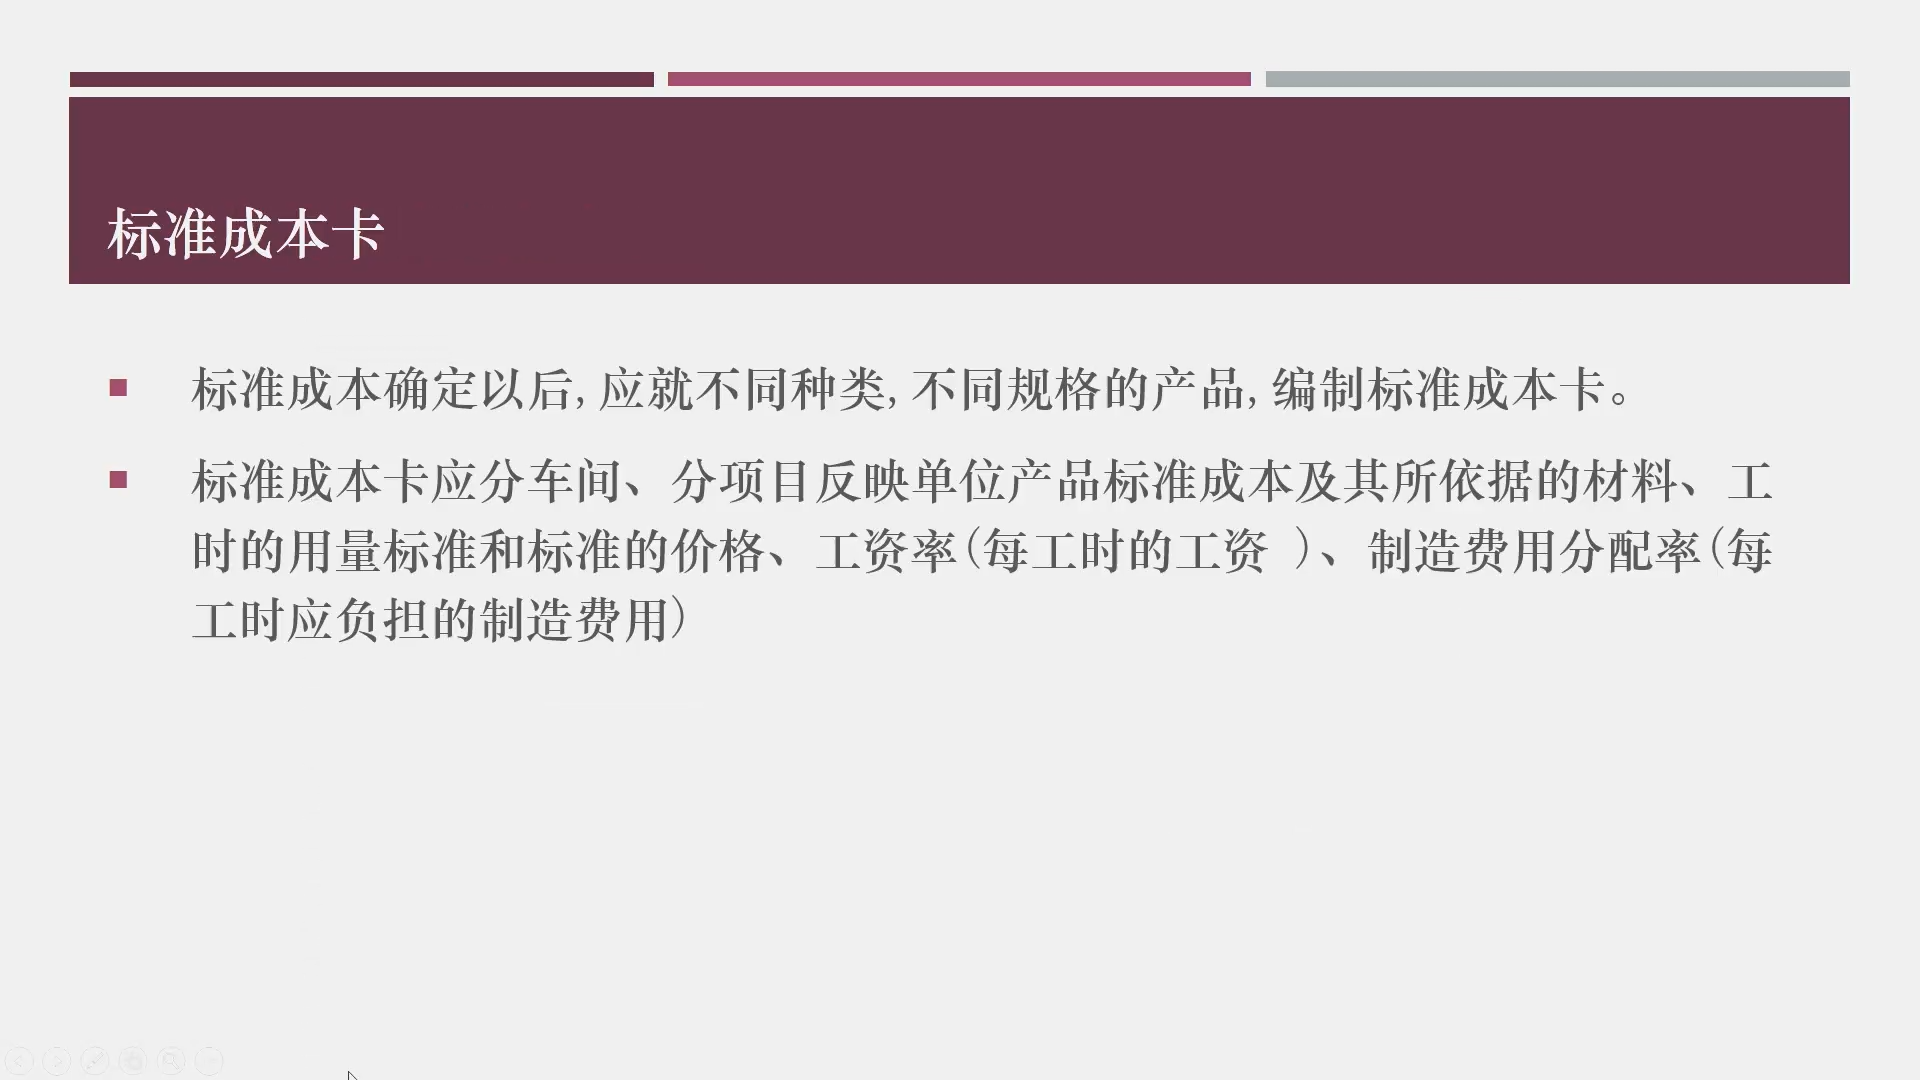 标准成本卡
标准成本确定以后,应就不同种类,不同规格的产品,编制标准成本卡。
标准成本卡应分车间、分项目反映单位产品标准成本及其所依据的材料、工
时的用量标准和标准的价格、工资率(每工时的工资 )、制造费用分配率(每
工时应负担的制造费用)